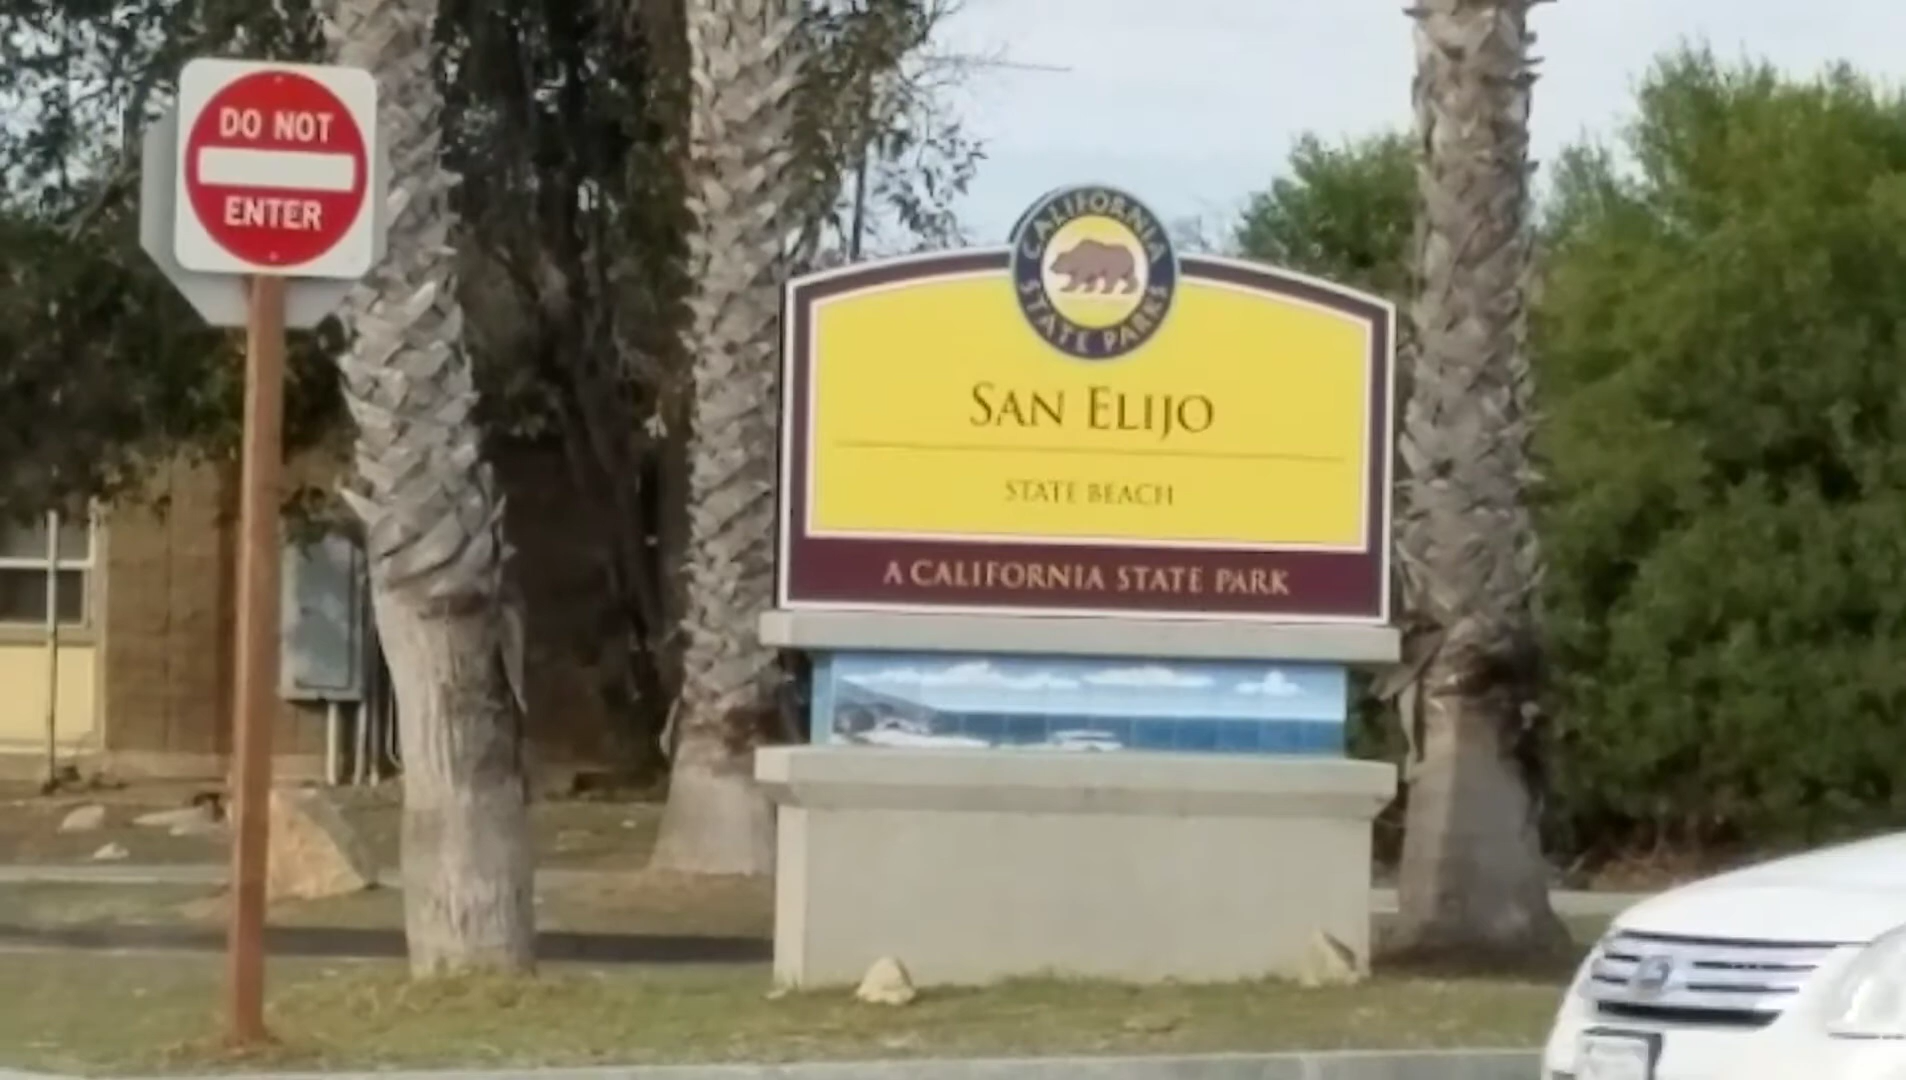 DO NOT
ENTER
CALIFORNIA
STATE PARKS
SAN ELIJO
STATE BEACH
A CALIFORNIA STATE PARK